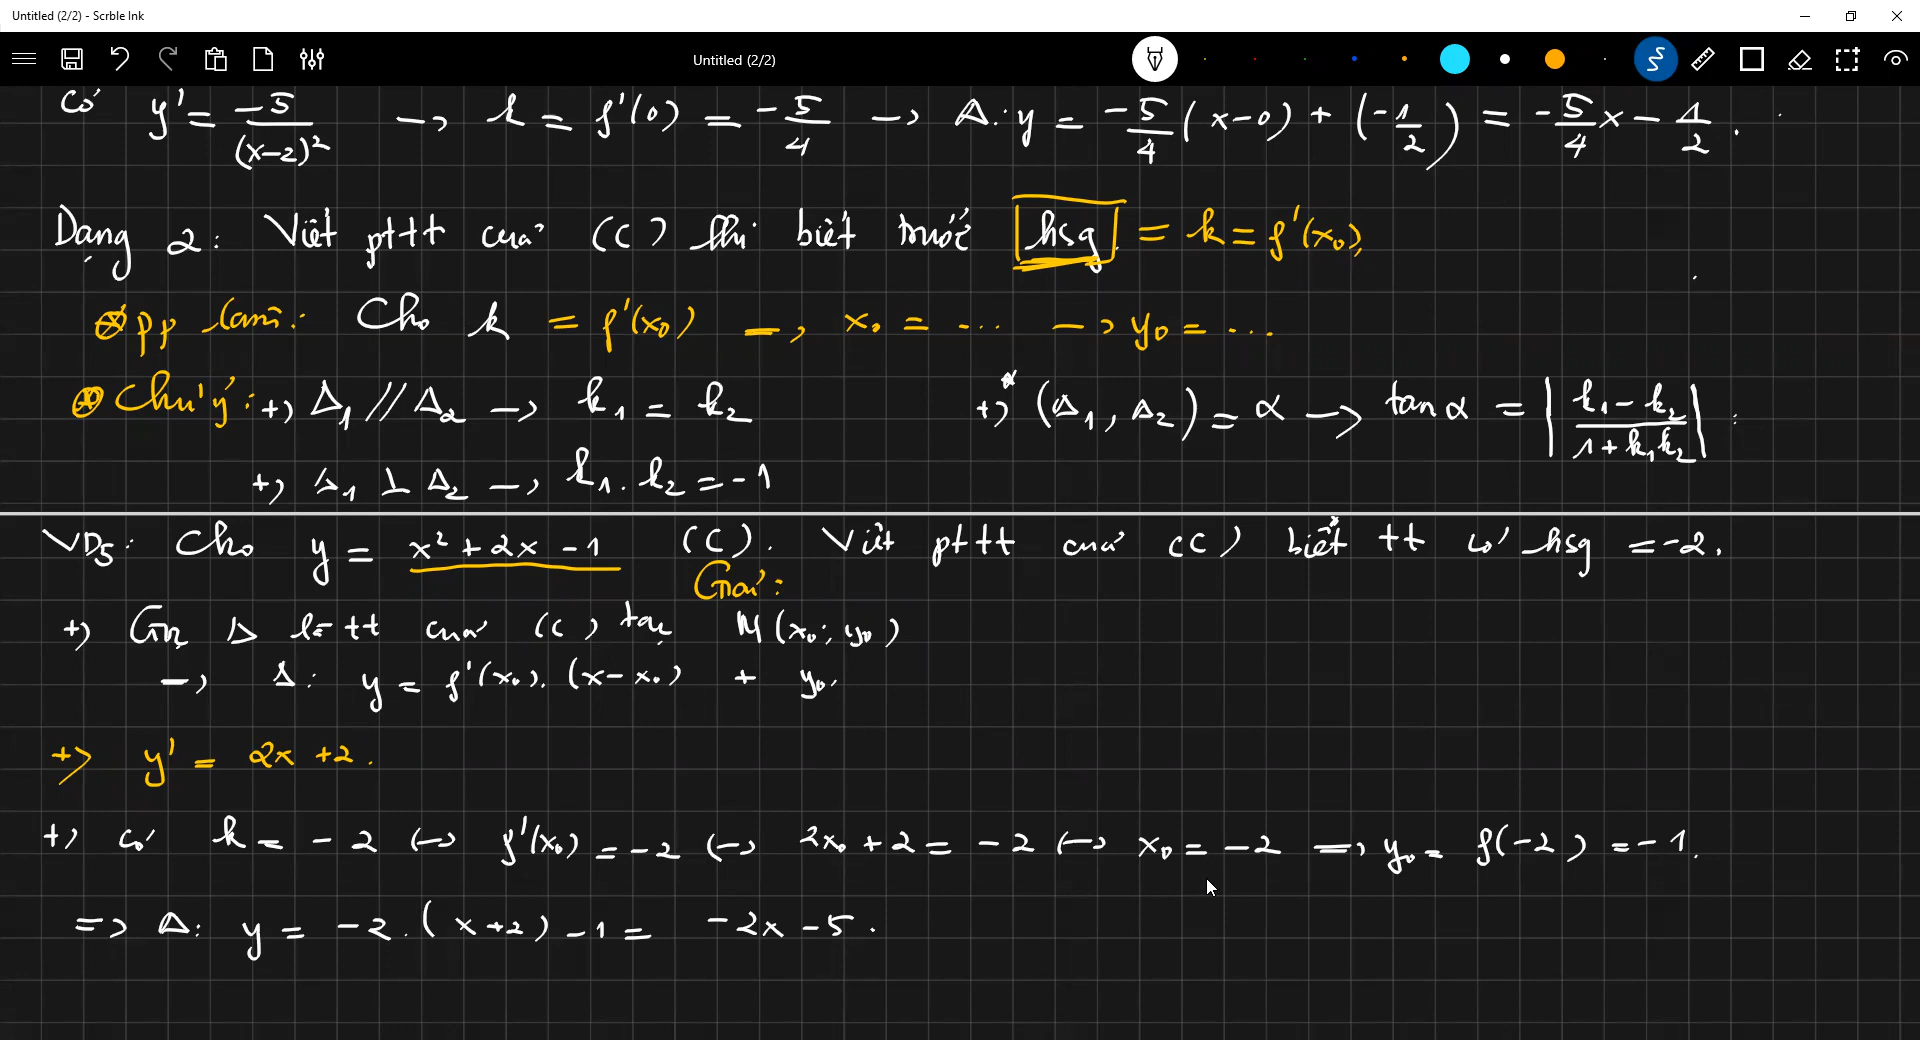 Untitled (2/2) - Scrble Ink
Untitled (2/2)
Có y' = -5/(x-2)² → k = f'(0) = -5/4 → Δ: y = -5/4 (x-0) + (-1/2) = -5/4 x - 1/2.
Dạng 2: Viết pttt của (C) khi biết trước hsg = k = f'(x₀)
⊗ pp làm: Cho k = f'(x₀) → x₀ = ... → y₀ = ...
⊗ Chú ý: +) Δ₁ // Δ₂ → k₁ = k₂ +) (Δ₁, Δ₂) = α → tan α = |(k₁ - k₂)/(1 + k₁k₂)|
+) Δ₁ ⊥ Δ₂ → k₁.k₂ = -1
VD5: Cho y = x² + 2x - 1 (C). Viết pttt của (C) biết tt có hsg = -2.
Giải:
+) Gọi Δ là tt của (C) tại M(x₀; y₀)
→ Δ: y = f'(x₀).(x - x₀) + y₀.
+) y' = 2x + 2.
+) Có k = -2 ↔ f'(x₀) = -2 ↔ 2x₀ + 2 = -2 ↔ x₀ = -2 → y₀ = f(-2) = -1.
=> Δ: y = -2.(x+2) - 1 = -2x - 5.